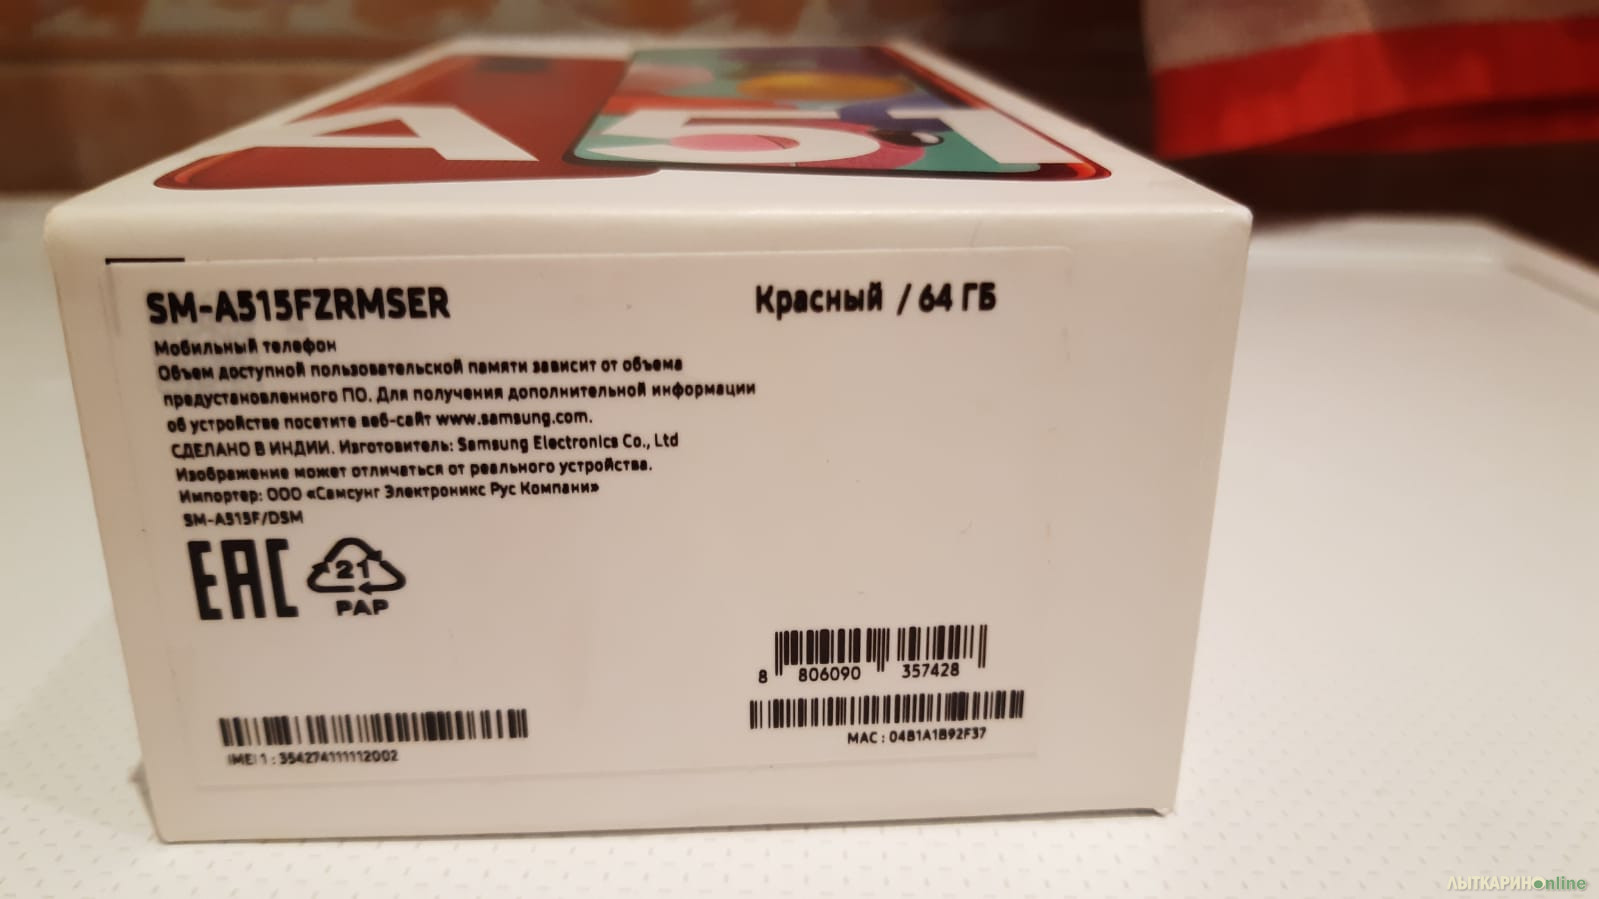 A51
SM-A515FZRMSER
Красный / 64 ГБ
Мобильный телефон
Объем доступной пользовательской памяти зависит от объема
предустановленного ПО. Для получения дополнительной информации
об устройстве посетите веб-сайт www.samsung.com.
СДЕЛАНО В ИНДИИ. Изготовитель: Samsung Electronics Co., Ltd
Изображение может отличаться от реального устройства.
Импортер: ООО «Самсунг Электроникс Рус Компани»
SM-A515F/DSM
EAC
21
PAP
8 806090 357428
MAC : 04B1A1B92F37
IMEI 1 : 354274111112002
ЛЫТКАРИНOnline